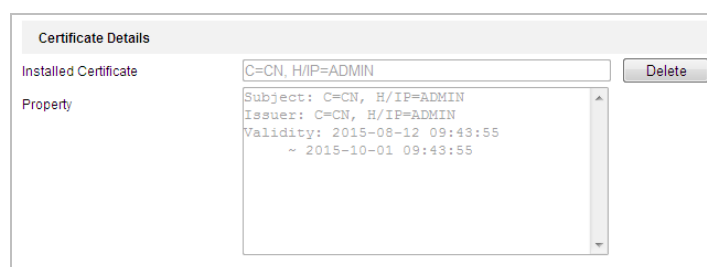 Certificate Details
Installed Certificate C=CN, H/IP=ADMIN Delete
Property
Subject: C=CN, H/IP=ADMIN
Issuer: C=CN, H/IP=ADMIN
Validity: 2015-08-12 09:43:55
~ 2015-10-01 09:43:55